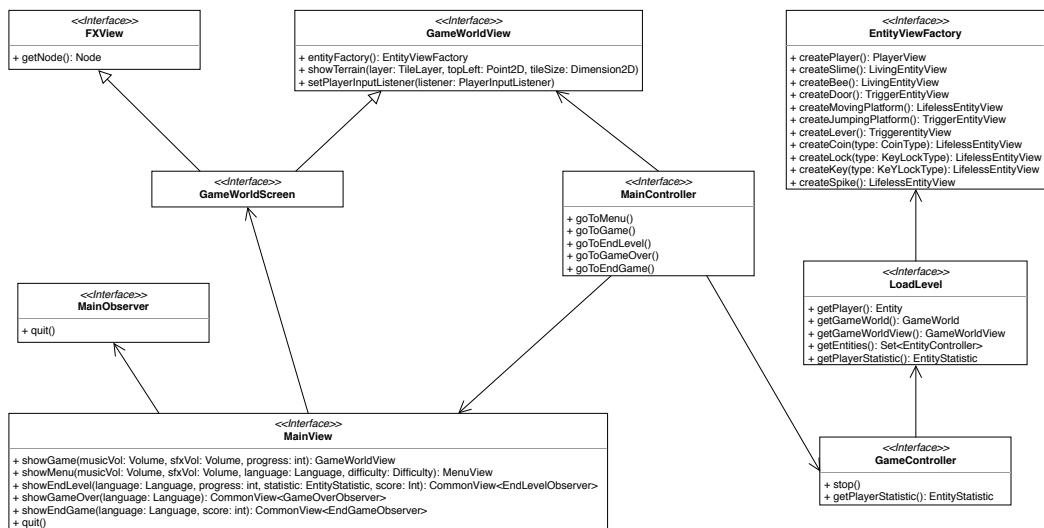 <<Interface>>
FXView
+ getNode(): Node
<<Interface>>
GameWorldView
+ entityFactory(): EntityViewFactory
+ showTerrain(layer: TileLayer, topLeft: Point2D, tileSize: Dimension2D)
+ setPlayerInputListener(listener: PlayerInputListener)
<<Interface>>
EntityViewFactory
+ createPlayer(): PlayerView
+ createSlime(): LivingEntityView
+ createBee(): LivingEntityView
+ createDoor(): TriggerEntityView
+ createMovingPlatform(): LifelessEntityView
+ createJumpingPlatform(): TriggerEntityView
+ createLever(): TriggerentityView
+ createCoin(type: CoinType): LifelessEntityView
+ createLock(type: KeyLockType): LifelessEntityView
+ createKey(type: KeYLockType): LifelessEntityView
+ createSpike(): LifelessEntityView
<<Interface>>
GameWorldScreen
<<Interface>>
MainController
+ goToMenu()
+ goToGame()
+ goToEndLevel()
+ goToGameOver()
+ goToEndGame()
<<Interface>>
MainObserver
+ quit()
<<Interface>>
LoadLevel
+ getPlayer(): Entity
+ getGameWorld(): GameWorld
+ getGameWorldView(): GameWorldView
+ getEntities(): Set<EntityController>
+ getPlayerStatistic(): EntityStatistic
<<Interface>>
MainView
+ showGame(musicVol: Volume, sfxVol: Volume, progress: int): GameWorldView
+ showMenu(musicVol: Volume, sfxVol: Volume, language: Language, difficulty: Difficulty): MenuView
+ showEndLevel(language: Language, progress: int, statistic: EntityStatistic, score: Int): CommonView<EndLevelObserver>
+ showGameOver(language: Language): CommonView<GameOverObserver>
+ showEndGame(language: Language, score: int): CommonView<EndGameObserver>
+ quit()
<<Interface>>
GameController
+ stop()
+ getPlayerStatistic(): EntityStatistic